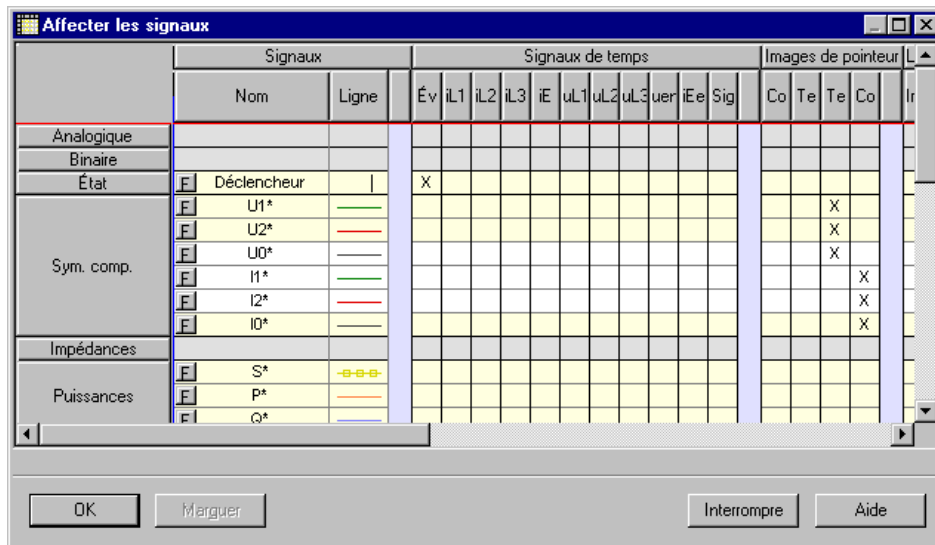 Affecter les signaux
Signaux Signaux de temps Images de pointeur L
Nom Ligne Év iL1 iL2 iL3 iE uL1 uL2 uL3 uen iEe Sig Co Te Te Co
Analogique
Binaire
État F Déclencheur X
F U1* X
F U2* X
F U0* X
Sym. comp.
F I1* X
F I2* X
F I0* X
Impédances
F S*
Puissances F P*
F Q*
OK Marguer Interrompre Aide